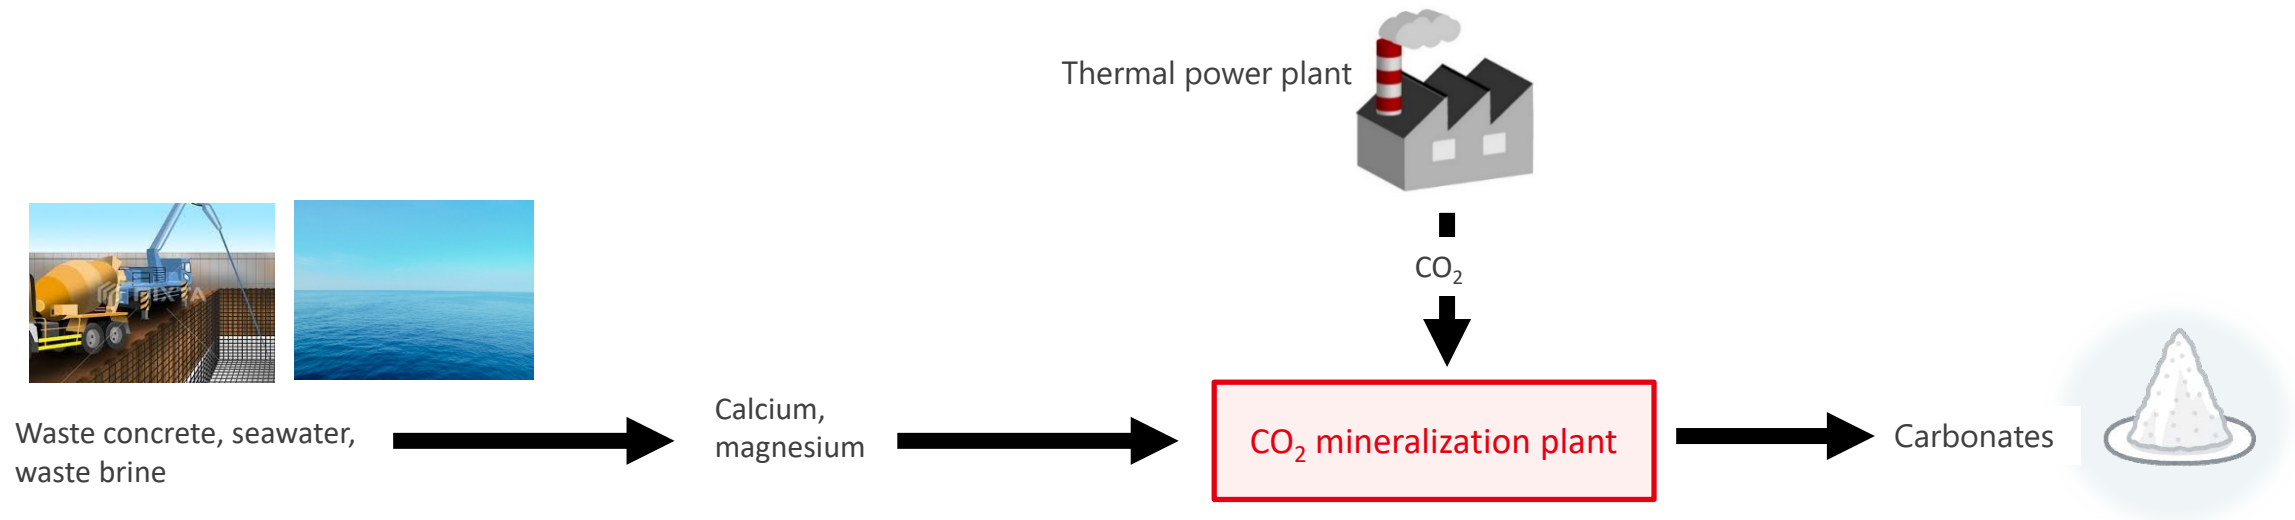 Thermal power plant
CO₂
Waste concrete, seawater,
waste brine
Calcium,
magnesium
CO₂ mineralization plant
Carbonates